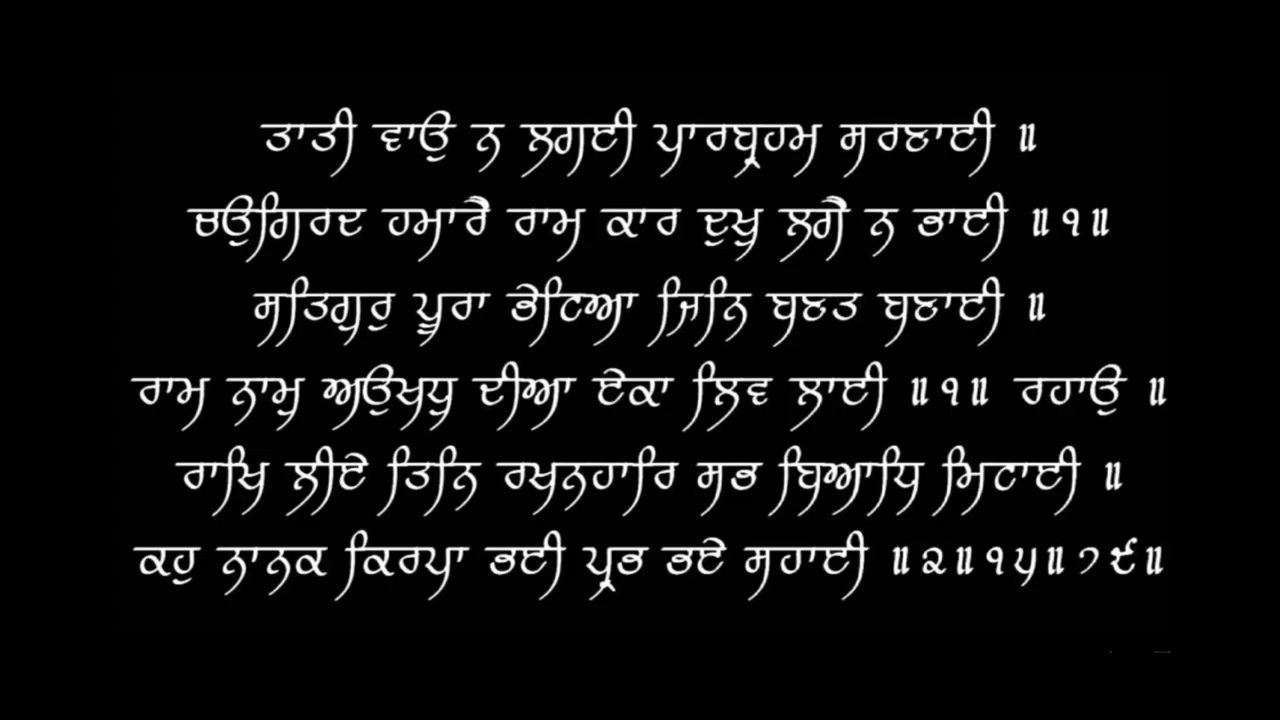 ਤਾਤੀ ਵਾਉ ਨ ਲਗਈ ਪਾਰਬ੍ਰਹਮ ਸਰਣਾਈ ॥
ਚਉਗਿਰਦ ਹਮਾਰੈ ਰਾਮ ਕਾਰ ਦੁਖੁ ਲਗੈ ਨ ਭਾਈ ॥੧॥
ਸਤਿਗੁਰੁ ਪੂਰਾ ਭੇਟਿਆ ਜਿਨਿ ਬਣਤ ਬਣਾਈ ॥
ਰਾਮ ਨਾਮੁ ਅਉਖਧੁ ਦੀਆ ਏਕਾ ਲਿਵ ਲਾਈ ॥੧॥ ਰਹਾਉ ॥
ਰਾਖਿ ਲੀਏ ਤਿਨਿ ਰਖਨਹਾਰਿ ਸਭ ਬਿਆਧਿ ਮਿਟਾਈ ॥
ਕਹੁ ਨਾਨਕ ਕਿਰਪਾ ਭਈ ਪ੍ਰਭ ਭਏ ਸਹਾਈ ॥੨॥੧੫॥੭੯॥